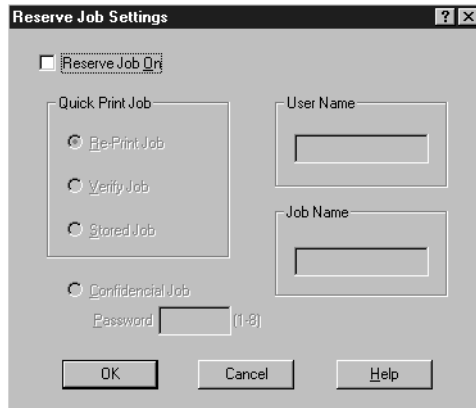 Reserve Job Settings
Reserve Job On
Quick Print Job
Re-Print Job
Verify Job
Stored Job
Confidencial Job
Password (1-8)
User Name
Job Name
OK Cancel Help